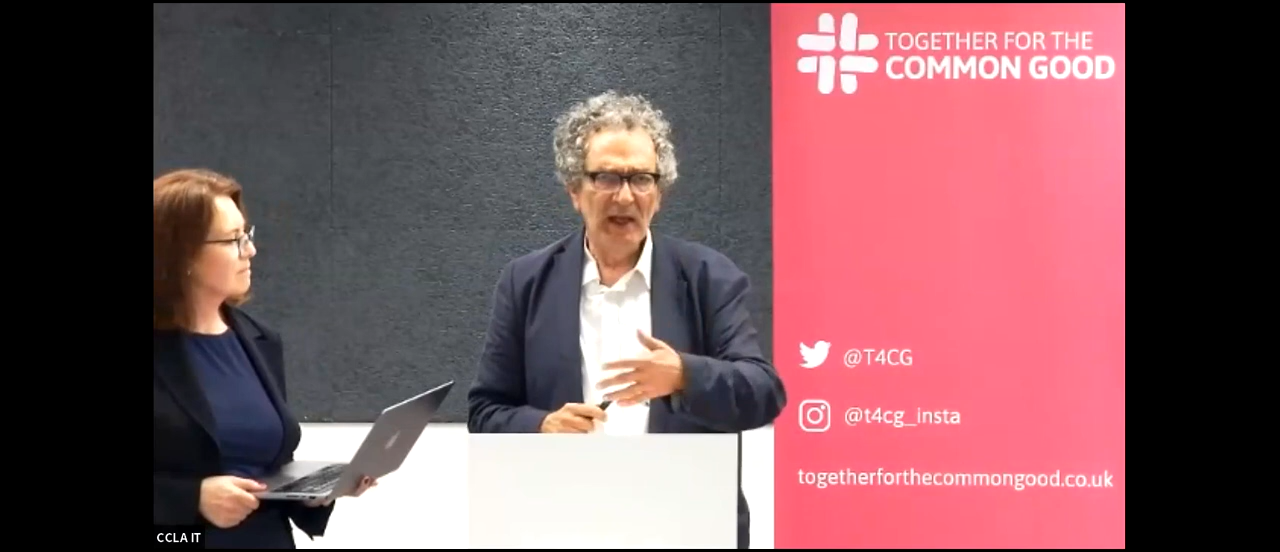 TOGETHER FOR THE
COMMON GOOD
@T4CG
@t4cg_insta
togetherforthecommongood.co.uk
CCLA IT